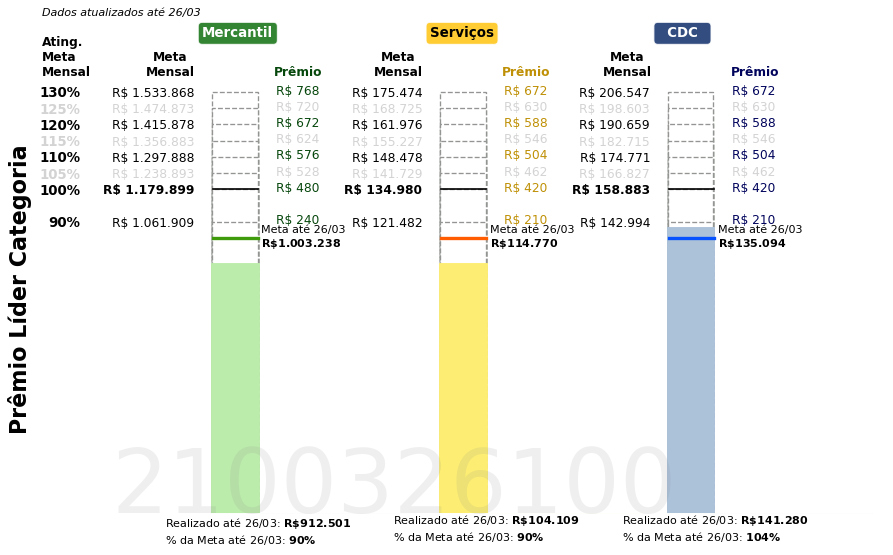 Dados atualizados até 26/03
Mercantil Serviços CDC
Ating.
Meta Meta Meta Meta
Mensal Mensal Prêmio Mensal Prêmio Mensal Prêmio
130% R$ 1.533.868 R$ 768 R$ 175.474 R$ 672 R$ 206.547 R$ 672
125% R$ 1.474.873 R$ 720 R$ 168.725 R$ 630 R$ 198.603 R$ 630
120% R$ 1.415.878 R$ 672 R$ 161.976 R$ 588 R$ 190.659 R$ 588
115% R$ 1.356.883 R$ 624 R$ 155.227 R$ 546 R$ 182.715 R$ 546
110% R$ 1.297.888 R$ 576 R$ 148.478 R$ 504 R$ 174.771 R$ 504
105% R$ 1.238.893 R$ 528 R$ 141.729 R$ 462 R$ 166.827 R$ 462
100% R$ 1.179.899 R$ 480 R$ 134.980 R$ 420 R$ 158.883 R$ 420
90% R$ 1.061.909 R$ 240 R$ 121.482 R$ 210 R$ 142.994 R$ 210
Meta até 26/03 Meta até 26/03 Meta até 26/03
R$1.003.238 R$114.770 R$135.094
Prêmio Líder Categoria
2100326100
Realizado até 26/03: R$912.501 Realizado até 26/03: R$104.109 Realizado até 26/03: R$141.280
% da Meta até 26/03: 90% % da Meta até 26/03: 90% % da Meta até 26/03: 104%